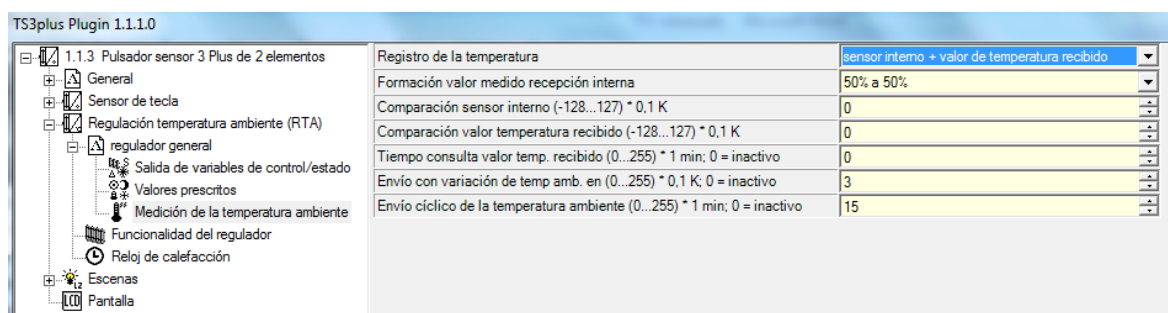 TS3plus Plugin 1.1.1.0
1.1.3 Pulsador sensor 3 Plus de 2 elementos
General
Sensor de tecla
Regulación temperatura ambiente (RTA)
regulador general
Salida de variables de control/estado
Valores prescritos
Medición de la temperatura ambiente
Funcionalidad del regulador
Reloj de calefacción
Escenas
LCD Pantalla
Registro de la temperatura sensor interno + valor de temperatura recibido
Formación valor medido recepción interna 50% a 50%
Comparación sensor interno (-128...127) * 0,1 K 0
Comparación valor temperatura recibido (-128...127) * 0,1 K 0
Tiempo consulta valor temp. recibido (0...255) * 1 min; 0 = inactivo 0
Envío con variación de temp amb. en (0...255) * 0,1 K; 0 = inactivo 3
Envío cíclico de la temperatura ambiente (0...255) * 1 min; 0 = inactivo 15